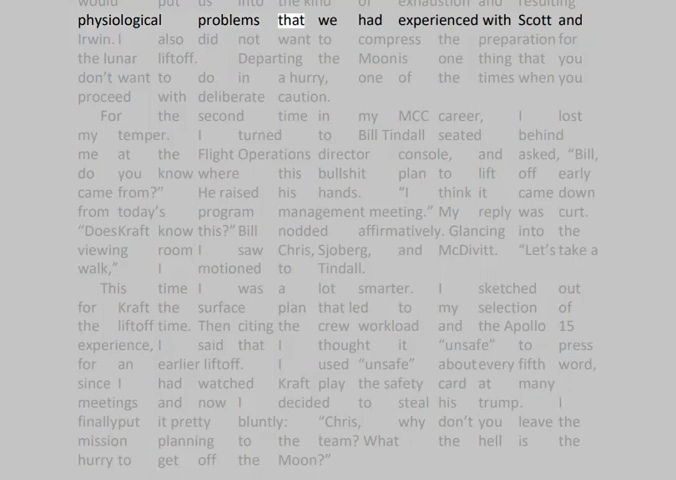 would put us into the kind of exhaustion and resulting
physiological problems that we had experienced with Scott and
Irwin. I also did not want to compress the preparation for
the lunar liftoff. Departing the Moonis one thing that you
don't want to do in a hurry, one of the times when you
proceed with deliberate caution.
For the second time in my MCC career, I lost
my temper. I turned to Bill Tindall seated behind
me at the Flight Operations director console, and asked, "Bill,
do you know where this bullshit plan to lift off early
came from?" He raised his hands. "I think it came down
from today's program management meeting." My reply was curt.
"DoesKraft know this?" Bill nodded affirmatively. Glancing into the
viewing room I saw Chris, Sjoberg, and McDivitt. "Let's take a
walk," I motioned to Tindall.
This time I was a lot smarter. I sketched out
for Kraft the surface plan that led to my selection of
the liftoff time. Then citing the crew workload and the Apollo 15
experience, I said that I thought it "unsafe" to press
for an earlier liftoff. I used "unsafe" about every fifth word,
since I had watched Kraft play the safety card at many
meetings and now I decided to steal his trump. I
finallyput it pretty bluntly: "Chris, why don't you leave the
mission planning to the team? What the hell is the
hurry to get off the Moon?"